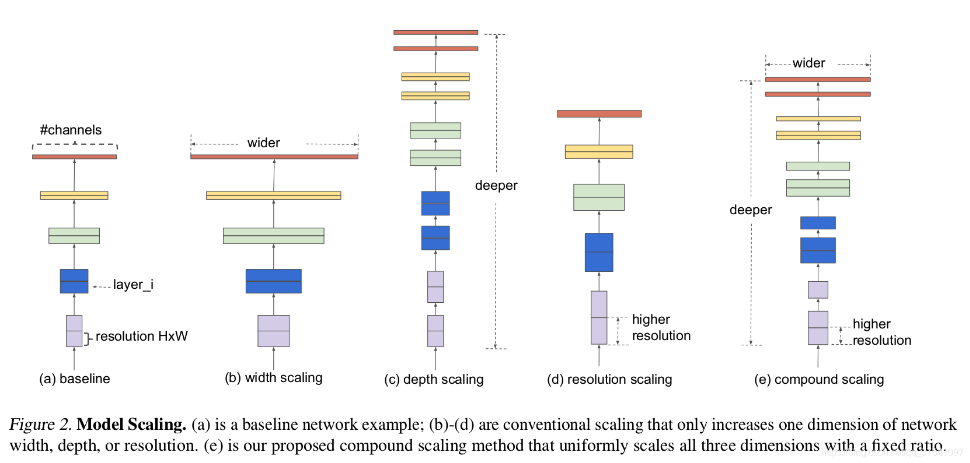 #channels
layer_i
resolution HxW
(a) baseline
wider
(b) width scaling
deeper
(c) depth scaling
higher
resolution
(d) resolution scaling
wider
deeper
higher
resolution
(e) compound scaling
Figure 2. Model Scaling. (a) is a baseline network example; (b)-(d) are conventional scaling that only increases one dimension of network
width, depth, or resolution. (e) is our proposed compound scaling method that uniformly scales all three dimensions with a fixed ratio.